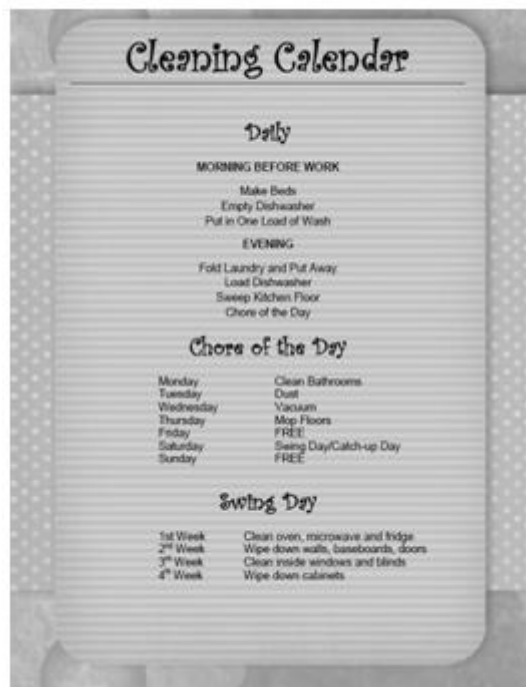 Cleaning Calendar
Daily
MORNING BEFORE WORK
Make Beds
Empty Dishwasher
Put in One Load of Wash
EVENING
Fold Laundry and Put Away
Load Dishwasher
Sweep Kitchen Floor
Chore of the Day
Chore of the Day
Monday Clean Bathrooms
Tuesday Dust
Wednesday Vacuum
Thursday Mop Floors
Friday FREE
Saturday Swing Day/Catch-up Day
Sunday FREE
Swing Day
1st Week Clean oven, microwave and fridge
2nd Week Wipe down walls, baseboards, doors
3rd Week Clean inside windows and blinds
4th Week Wipe down cabinets